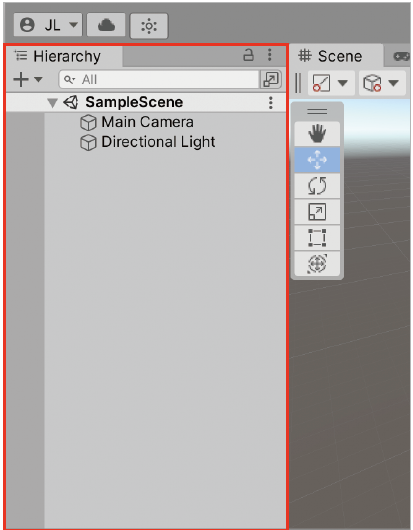 JL
Hierarchy
Scene
All
SampleScene
Main Camera
Directional Light